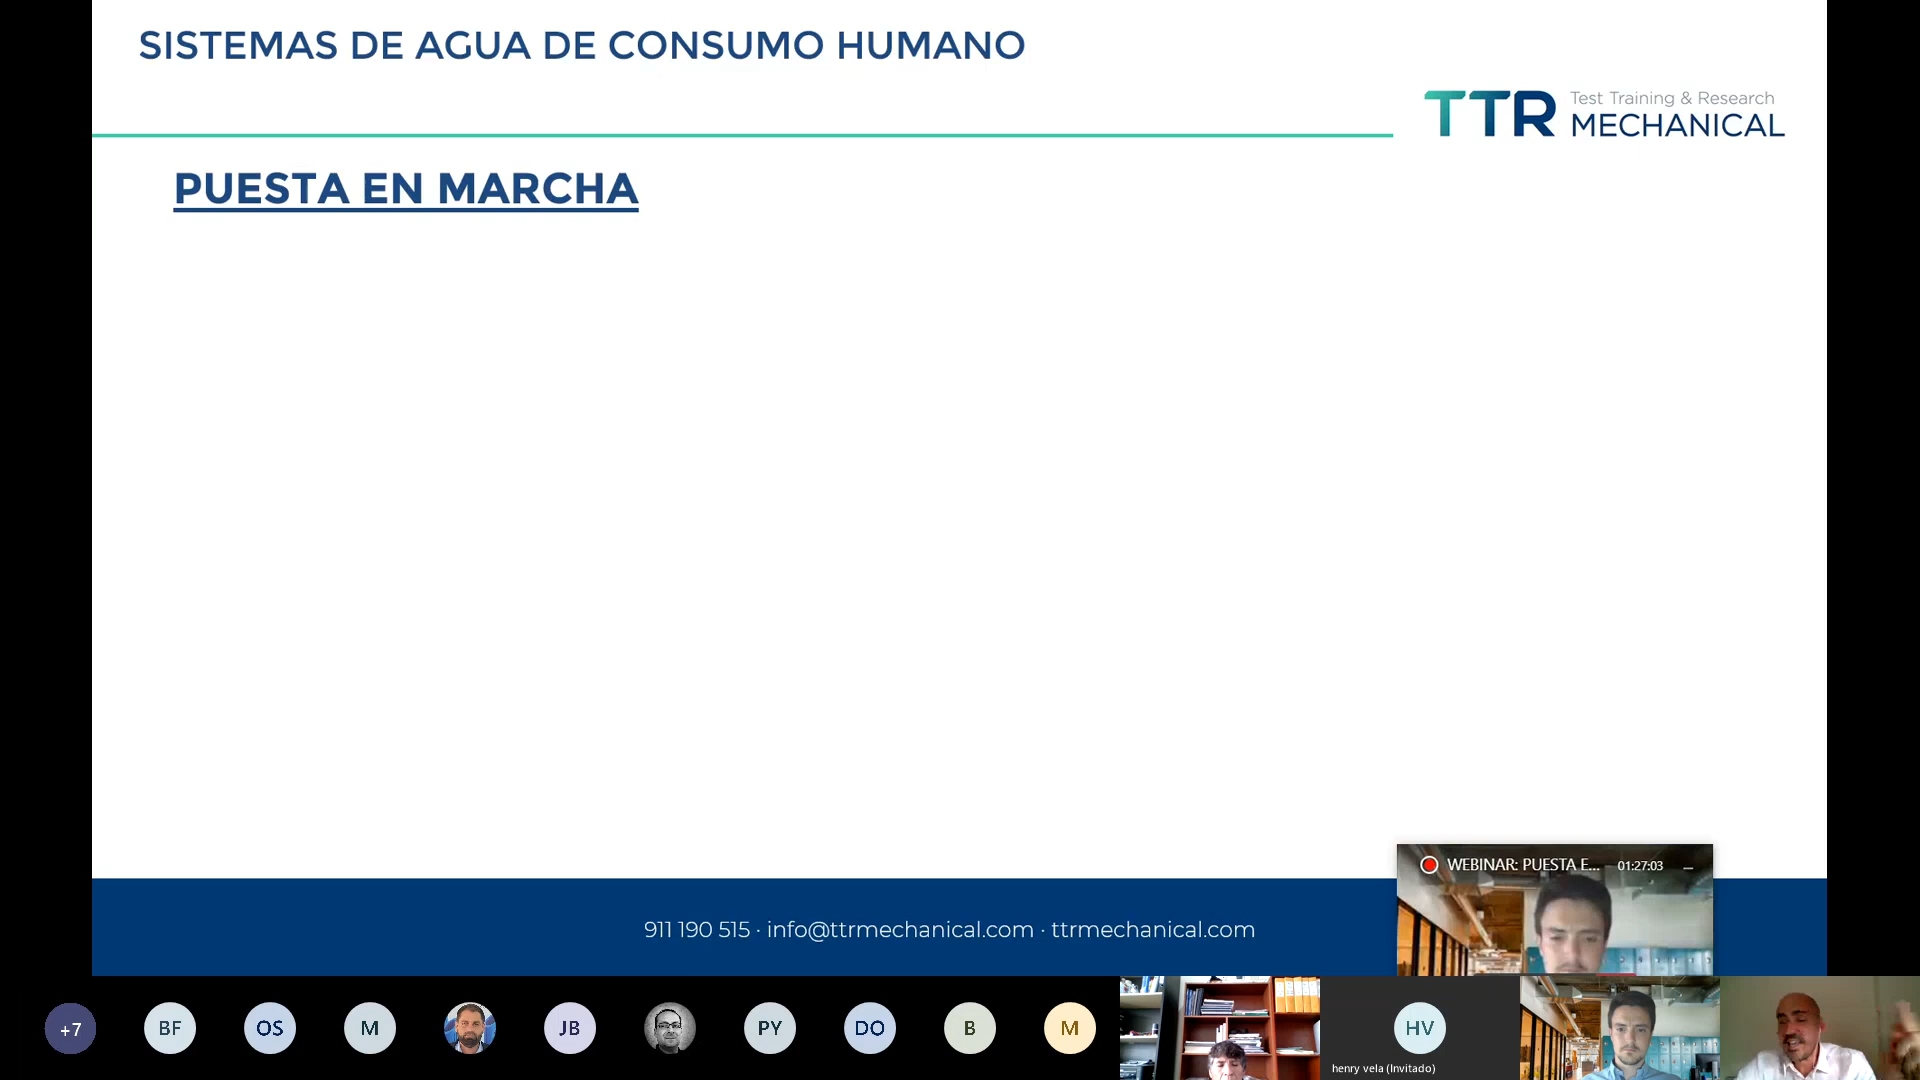 SISTEMAS DE AGUA DE CONSUMO HUMANO
TTR Test Training & Research
MECHANICAL
PUESTA EN MARCHA
WEBINAR: PUESTA E... 01:27:03
911 190 515 · info@ttrmechanical.com · ttrmechanical.com
+7 BF OS M JB PY DO B M HV
henry vela (Invitado)